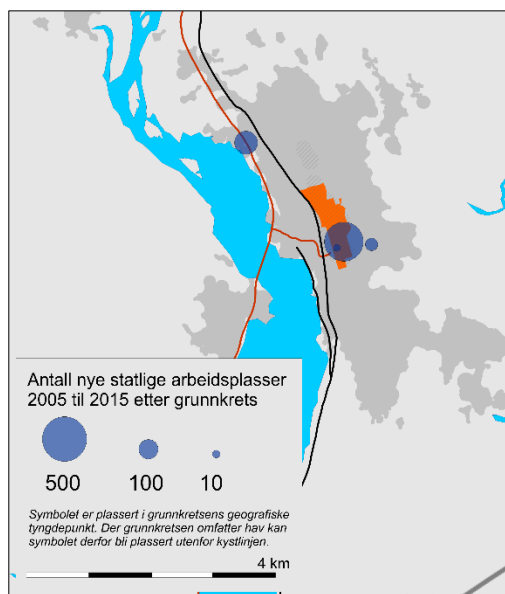 Antall nye statlige arbeidsplasser
2005 til 2015 etter grunnkrets
500 100 10
Symbolet er plassert i grunnkretsens geografiske
tyngdepunkt. Der grunnkretsen omfatter hav kan
symbolet derfor bli plassert utenfor kystlinjen.
4 km